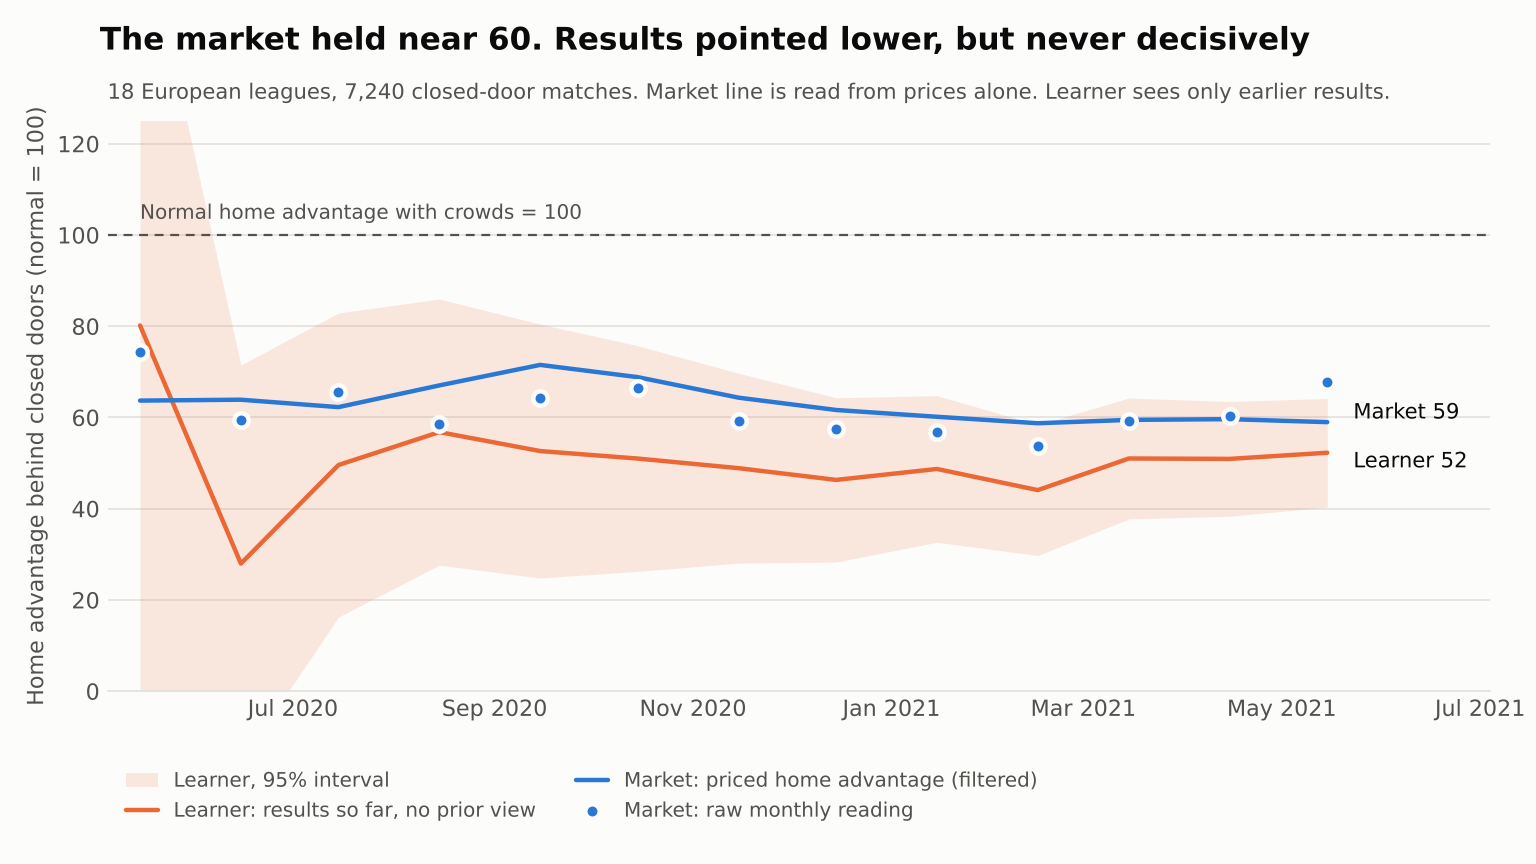 The market held near 60. Results pointed lower, but never decisively
18 European leagues, 7,240 closed-door matches. Market line is read from prices alone. Learner sees only earlier results.
Home advantage behind closed doors (normal = 100)
120
Normal home advantage with crowds = 100
100
80
60
40
20
0
Market 59
Learner 52
Jul 2020
Sep 2020
Nov 2020
Jan 2021
Mar 2021
May 2021
Jul 2021
Learner, 95% interval
Learner: results so far, no prior view
Market: priced home advantage (filtered)
Market: raw monthly reading